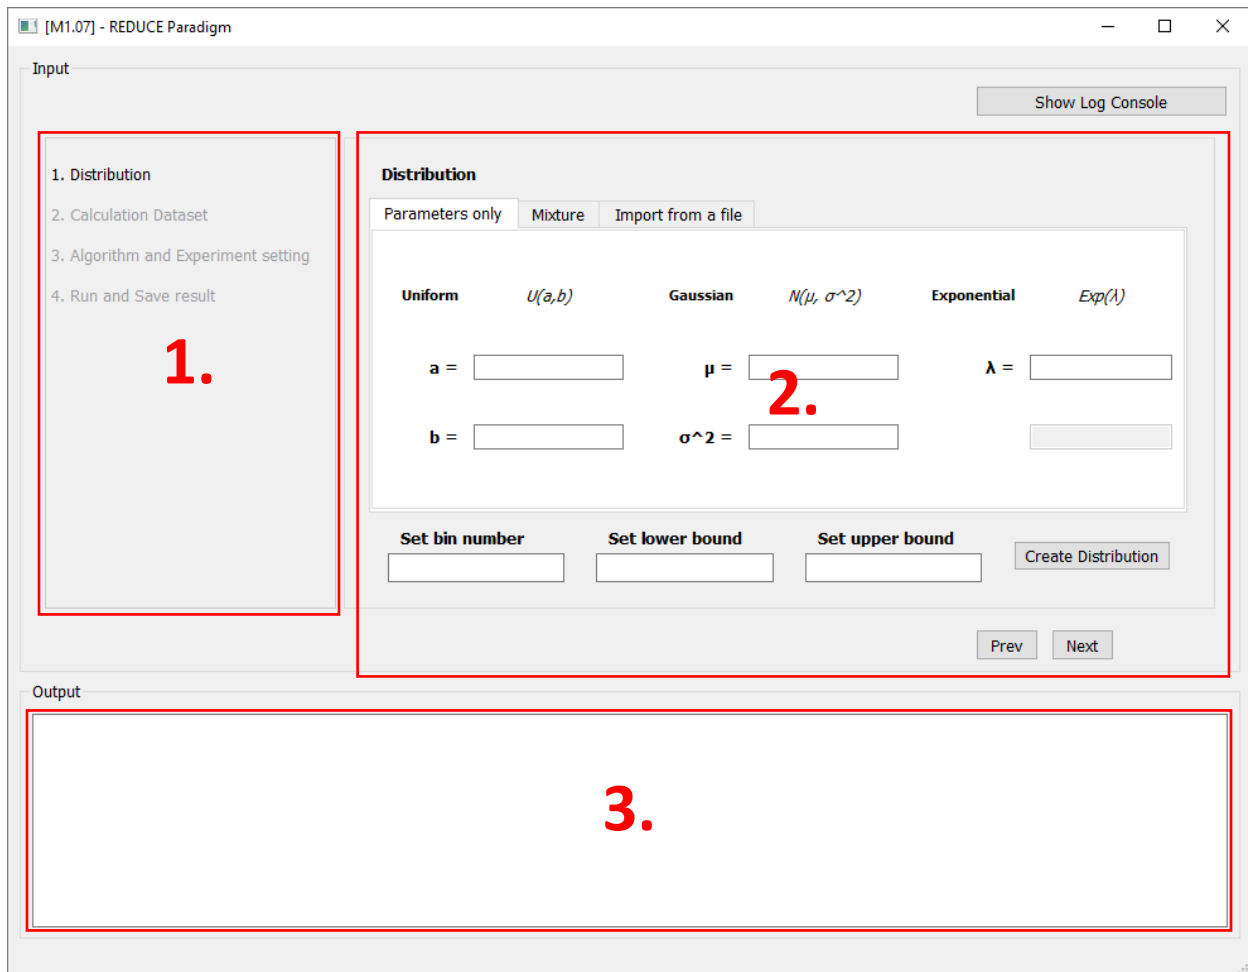 [M1.07] - REDUCE Paradigm
Input
Show Log Console
1. Distribution
2. Calculation Dataset
3. Algorithm and Experiment setting
4. Run and Save result
1.
Distribution
Parameters only Mixture Import from a file
Uniform U(a,b) Gaussian N(μ, σ^2) Exponential Exp(λ)
a = μ = λ =
2.
b = σ^2 =
Set bin number Set lower bound Set upper bound
Create Distribution
Prev Next
Output
3.